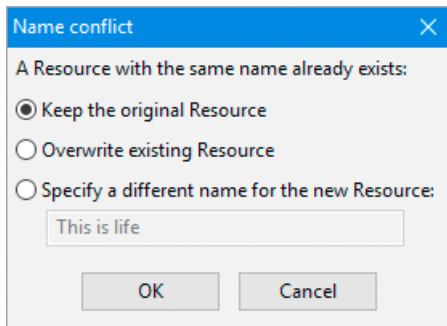 Name conflict
A Resource with the same name already exists:
Keep the original Resource
Overwrite existing Resource
Specify a different name for the new Resource:
This is life
OK Cancel